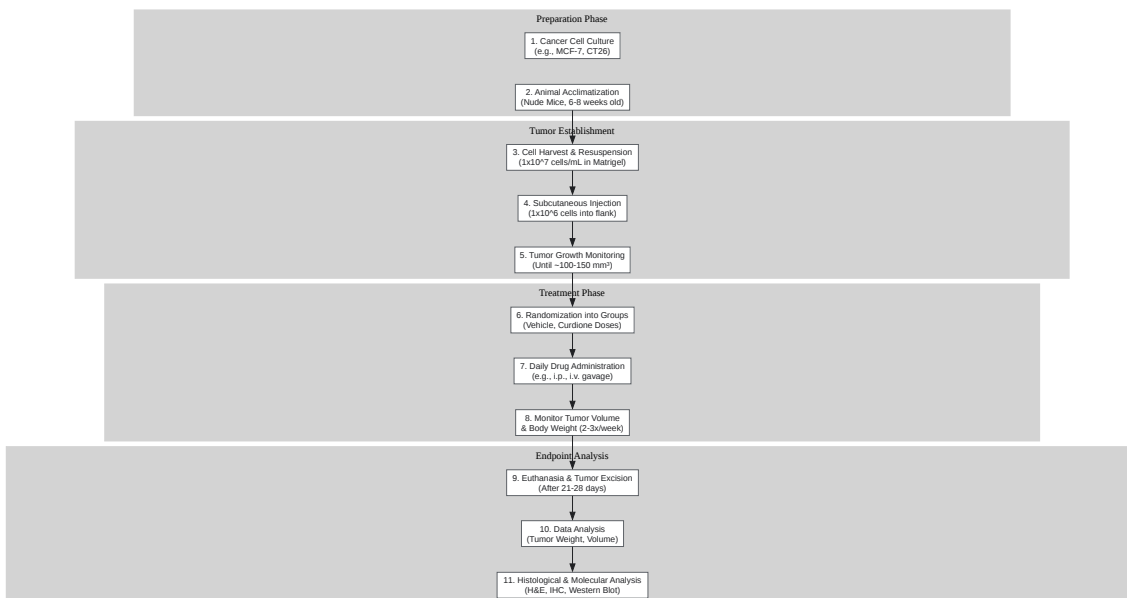 Preparation Phase
1. Cancer Cell Culture
(e.g., MCF-7, CT26)
2. Animal Acclimatization
(Nude Mice, 6-8 weeks old)
Tumor Establishment
3. Cell Harvest & Resuspension
(1x10^7 cells/mL in Matrigel)
4. Subcutaneous Injection
(1x10^6 cells into flank)
5. Tumor Growth Monitoring
(Until ~100-150 mm³)
Treatment Phase
6. Randomization into Groups
(Vehicle, Curdione Doses)
7. Daily Drug Administration
(e.g., i.p., i.v. gavage)
8. Monitor Tumor Volume
& Body Weight (2-3x/week)
Endpoint Analysis
9. Euthanasia & Tumor Excision
(After 21-28 days)
10. Data Analysis
(Tumor Weight, Volume)
11. Histological & Molecular Analysis
(H&E, IHC, Western Blot)